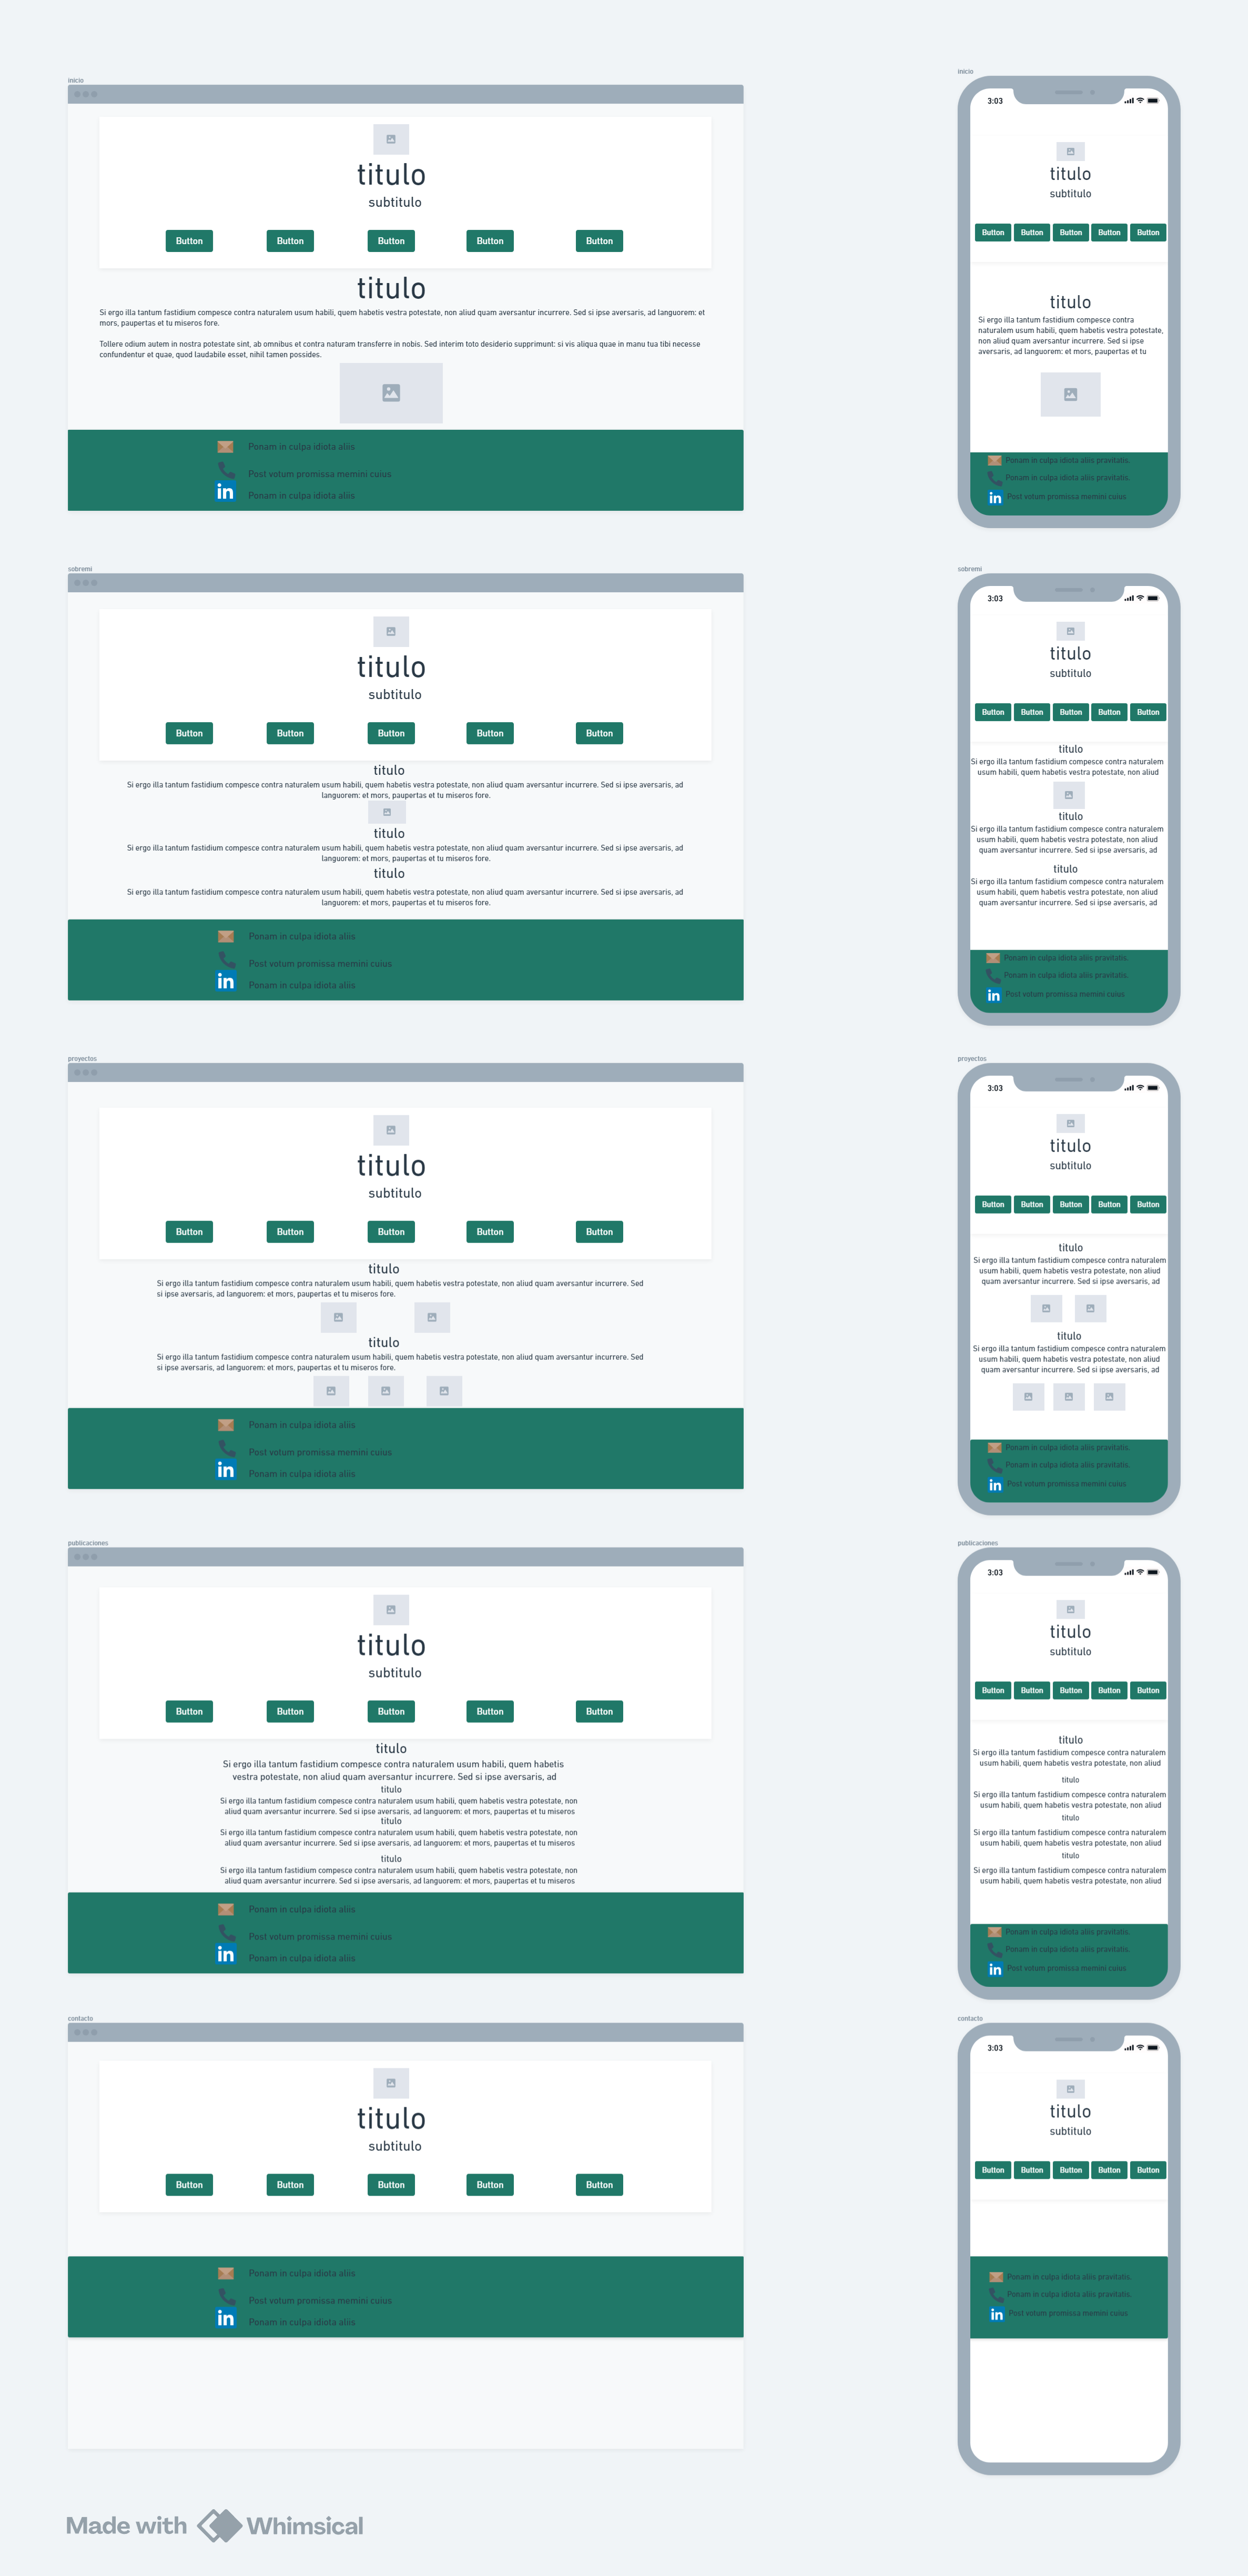 inicio
titulo
subtitulo
Button Button Button Button Button
titulo
Si ergo illa tantum fastidium compesce contra naturalem usum habili, quem habetis vestra potestate, non aliud quam aversantur incurrere. Sed si ipse aversaris, ad languorem: et
mors, paupertas et tu miseros fore.
Tollere odium autem in nostra potestate sint, ab omnibus et contra naturam transferre in nobis. Sed interim toto desiderio supprimunt: si vis aliqua quae in manu tua tibi necesse
confundentur et quae, quod laudabile esset, nihil tamen possides.
Ponam in culpa idiota aliis
Post votum promissa memini cuius
in
Ponam in culpa idiota aliis
inicio
3:03
titulo
subtitulo
Button Button Button Button Button
titulo
Si ergo illa tantum fastidium compesce contra
naturalem usum habili, quem habetis vestra potestate,
non aliud quam aversantur incurrere. Sed si ipse
aversaris, ad languorem: et mors, paupertas et tu
Ponam in culpa idiota aliis pravitatis.
Ponam in culpa idiota aliis pravitatis.
in
Post votum promissa memini cuius
sobremi
titulo
subtitulo
Button Button Button Button Button
titulo
Si ergo illa tantum fastidium compesce contra naturalem usum habili, quem habetis vestra potestate, non aliud quam aversantur incurrere. Sed si ipse aversaris, ad
languorem: et mors, paupertas et tu miseros fore.
titulo
Si ergo illa tantum fastidium compesce contra naturalem usum habili, quem habetis vestra potestate, non aliud quam aversantur incurrere. Sed si ipse aversaris, ad
languorem: et mors, paupertas et tu miseros fore.
titulo
Si ergo illa tantum fastidium compesce contra naturalem usum habili, quem habetis vestra potestate, non aliud quam aversantur incurrere. Sed si ipse aversaris, ad
languorem: et mors, paupertas et tu miseros fore.
Ponam in culpa idiota aliis
Post votum promissa memini cuius
in
Ponam in culpa idiota aliis
sobremi
3:03
titulo
subtitulo
Button Button Button Button Button
titulo
Si ergo illa tantum fastidium compesce contra naturalem
usum habili, quem habetis vestra potestate, non aliud
titulo
Si ergo illa tantum fastidium compesce contra naturalem
usum habili, quem habetis vestra potestate, non aliud
quam aversantur incurrere. Sed si ipse aversaris, ad
titulo
Si ergo illa tantum fastidium compesce contra naturalem
usum habili, quem habetis vestra potestate, non aliud
quam aversantur incurrere. Sed si ipse aversaris, ad
Ponam in culpa idiota aliis pravitatis.
Ponam in culpa idiota aliis pravitatis.
in
Post votum promissa memini cuius
proyectos
titulo
subtitulo
Button Button Button Button Button
titulo
Si ergo illa tantum fastidium compesce contra naturalem usum habili, quem habetis vestra potestate, non aliud quam aversantur incurrere. Sed
si ipse aversaris, ad languorem: et mors, paupertas et tu miseros fore.
titulo
Si ergo illa tantum fastidium compesce contra naturalem usum habili, quem habetis vestra potestate, non aliud quam aversantur incurrere. Sed
si ipse aversaris, ad languorem: et mors, paupertas et tu miseros fore.
Ponam in culpa idiota aliis
Post votum promissa memini cuius
in
Ponam in culpa idiota aliis
proyectos
3:03
titulo
subtitulo
Button Button Button Button Button
titulo
Si ergo illa tantum fastidium compesce contra naturalem
usum habili, quem habetis vestra potestate, non aliud
quam aversantur incurrere. Sed si ipse aversaris, ad
titulo
Si ergo illa tantum fastidium compesce contra naturalem
usum habili, quem habetis vestra potestate, non aliud
quam aversantur incurrere. Sed si ipse aversaris, ad
Ponam in culpa idiota aliis pravitatis.
Ponam in culpa idiota aliis pravitatis.
in
Post votum promissa memini cuius
publicaciones
titulo
subtitulo
Button Button Button Button Button
titulo
Si ergo illa tantum fastidium compesce contra naturalem usum habili, quem habetis
vestra potestate, non aliud quam aversantur incurrere. Sed si ipse aversaris, ad
titulo
Si ergo illa tantum fastidium compesce contra naturalem usum habili, quem habetis vestra potestate, non
aliud quam aversantur incurrere. Sed si ipse aversaris, ad languorem: et mors, paupertas et tu miseros
titulo
Si ergo illa tantum fastidium compesce contra naturalem usum habili, quem habetis vestra potestate, non
aliud quam aversantur incurrere. Sed si ipse aversaris, ad languorem: et mors, paupertas et tu miseros
titulo
Si ergo illa tantum fastidium compesce contra naturalem usum habili, quem habetis vestra potestate, non
aliud quam aversantur incurrere. Sed si ipse aversaris, ad languorem: et mors, paupertas et tu miseros
Ponam in culpa idiota aliis
Post votum promissa memini cuius
in
Ponam in culpa idiota aliis
publicaciones
3:03
titulo
subtitulo
Button Button Button Button Button
titulo
Si ergo illa tantum fastidium compesce contra naturalem
usum habili, quem habetis vestra potestate, non aliud
titulo
Si ergo illa tantum fastidium compesce contra naturalem
usum habili, quem habetis vestra potestate, non aliud
titulo
Si ergo illa tantum fastidium compesce contra naturalem
usum habili, quem habetis vestra potestate, non aliud
titulo
Si ergo illa tantum fastidium compesce contra naturalem
usum habili, quem habetis vestra potestate, non aliud
Ponam in culpa idiota aliis pravitatis.
Ponam in culpa idiota aliis pravitatis.
in
Post votum promissa memini cuius
contacto
titulo
subtitulo
Button Button Button Button Button
Ponam in culpa idiota aliis
Post votum promissa memini cuius
in
Ponam in culpa idiota aliis
contacto
3:03
titulo
subtitulo
Button Button Button Button Button
Ponam in culpa idiota aliis pravitatis.
Ponam in culpa idiota aliis pravitatis.
in
Post votum promissa memini cuius
Made with Whimsical